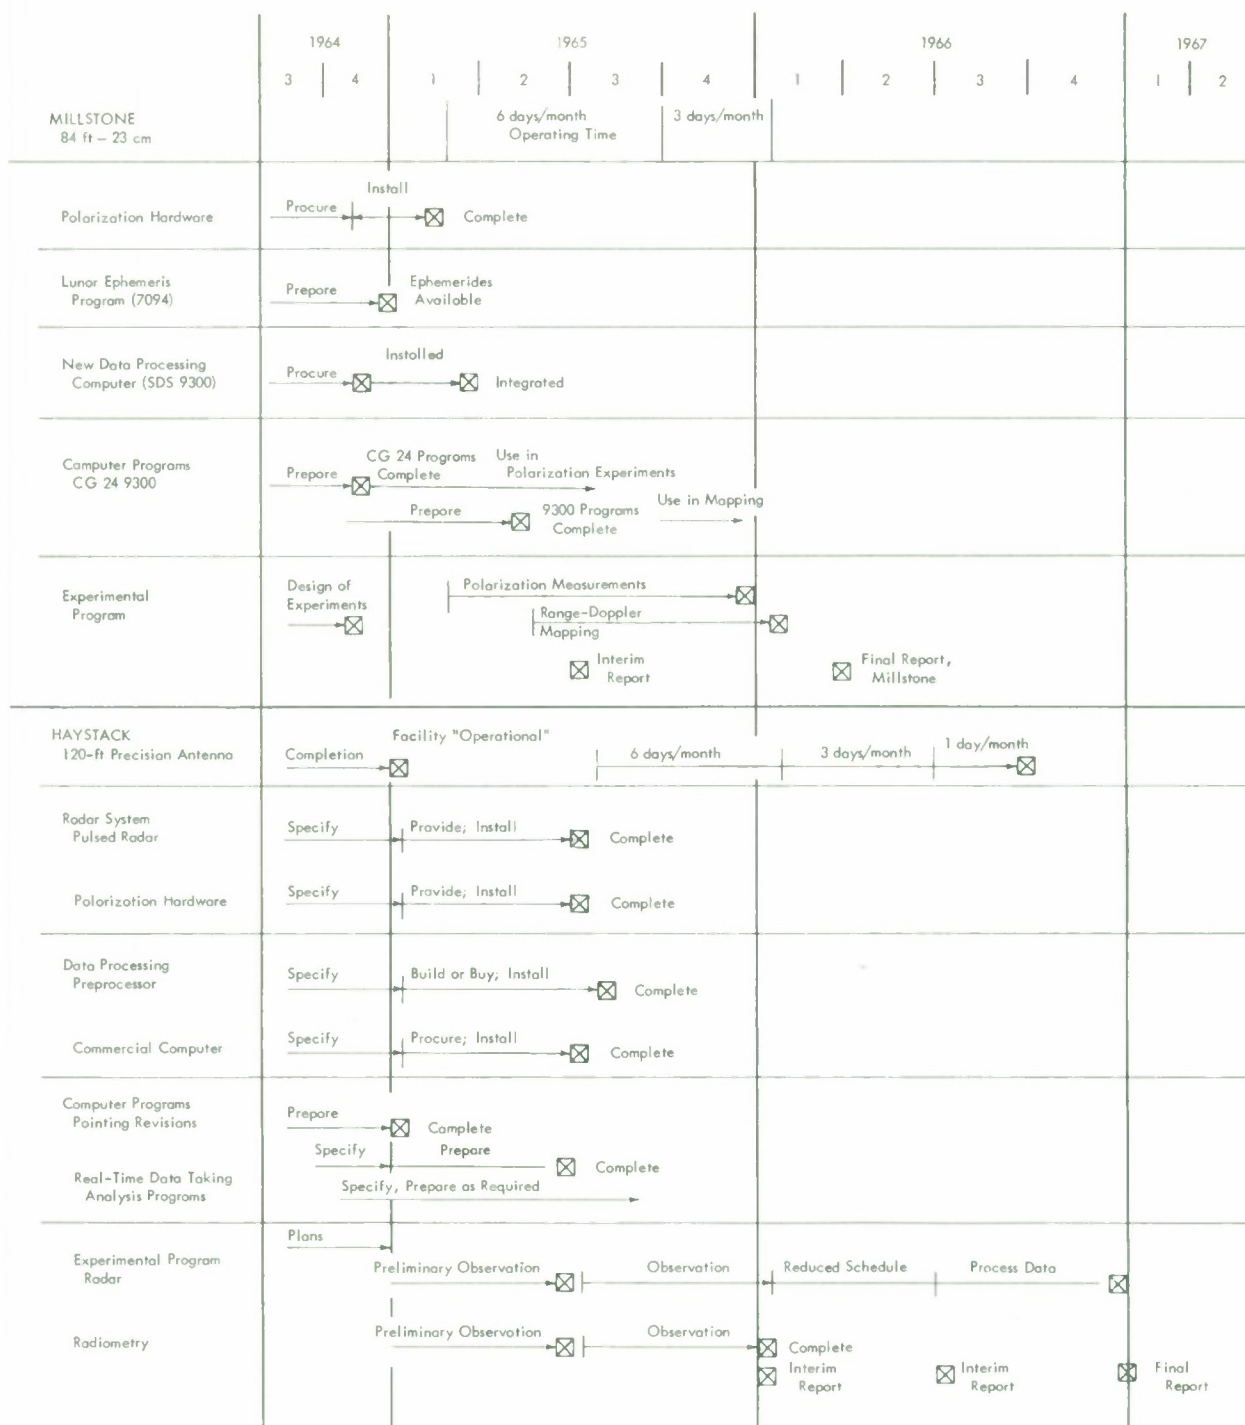 1964 1965 1966 1967
3 4 1 2 3 4 1 2 3 4 1 2
MILLSTONE
84 ft – 23 cm
6 days/month
Operating Time
3 days/month
Polarization Hardware
Procure
Install
Complete
Lunar Ephemeris
Program (7094)
Prepare
Ephemerides
Available
New Data Processing
Computer (SDS 9300)
Procure
Installed
Integrated
Computer Programs
CG 24 9300
Prepare
CG 24 Programs
Complete
Use in
Polarization Experiments
Prepare
9300 Programs
Complete
Use in Mapping
Experimental
Program
Design of
Experiments
Polarization Measurements
Range-Doppler
Mapping
Interim
Report
Final Report,
Millstone
HAYSTACK
120-ft Precision Antenna
Completion
Facility "Operational"
6 days/month
3 days/month
1 day/month
Radar System
Pulsed Radar
Specify
Provide; Install
Complete
Polarization Hardware
Specify
Provide; Install
Complete
Data Processing
Preprocessor
Specify
Build or Buy; Install
Complete
Commercial Computer
Specify
Procure; Install
Complete
Computer Programs
Pointing Revisions
Prepare
Complete
Real-Time Data Taking
Analysis Programs
Specify
Prepare
Complete
Specify, Prepare as Required
Experimental Program
Radar
Plans
Preliminary Observation
Observation
Reduced Schedule
Process Data
Radiometry
Preliminary Observation
Observation
Complete
Interim
Report
Interim
Report
Final
Report